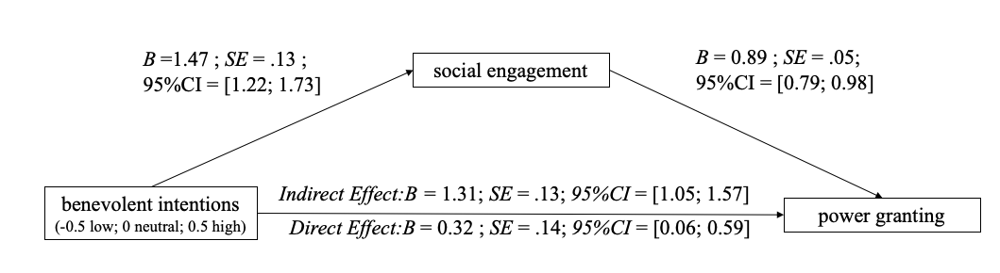 B =1.47 ; SE = .13 ;
95%CI = [1.22; 1.73]
social engagement
B = 0.89 ; SE = .05;
95%CI = [0.79; 0.98]
benevolent intentions
(-0.5 low; 0 neutral; 0.5 high)
Indirect Effect:B = 1.31; SE = .13; 95%CI = [1.05; 1.57]
Direct Effect:B = 0.32 ; SE = .14; 95%CI = [0.06; 0.59]
power granting